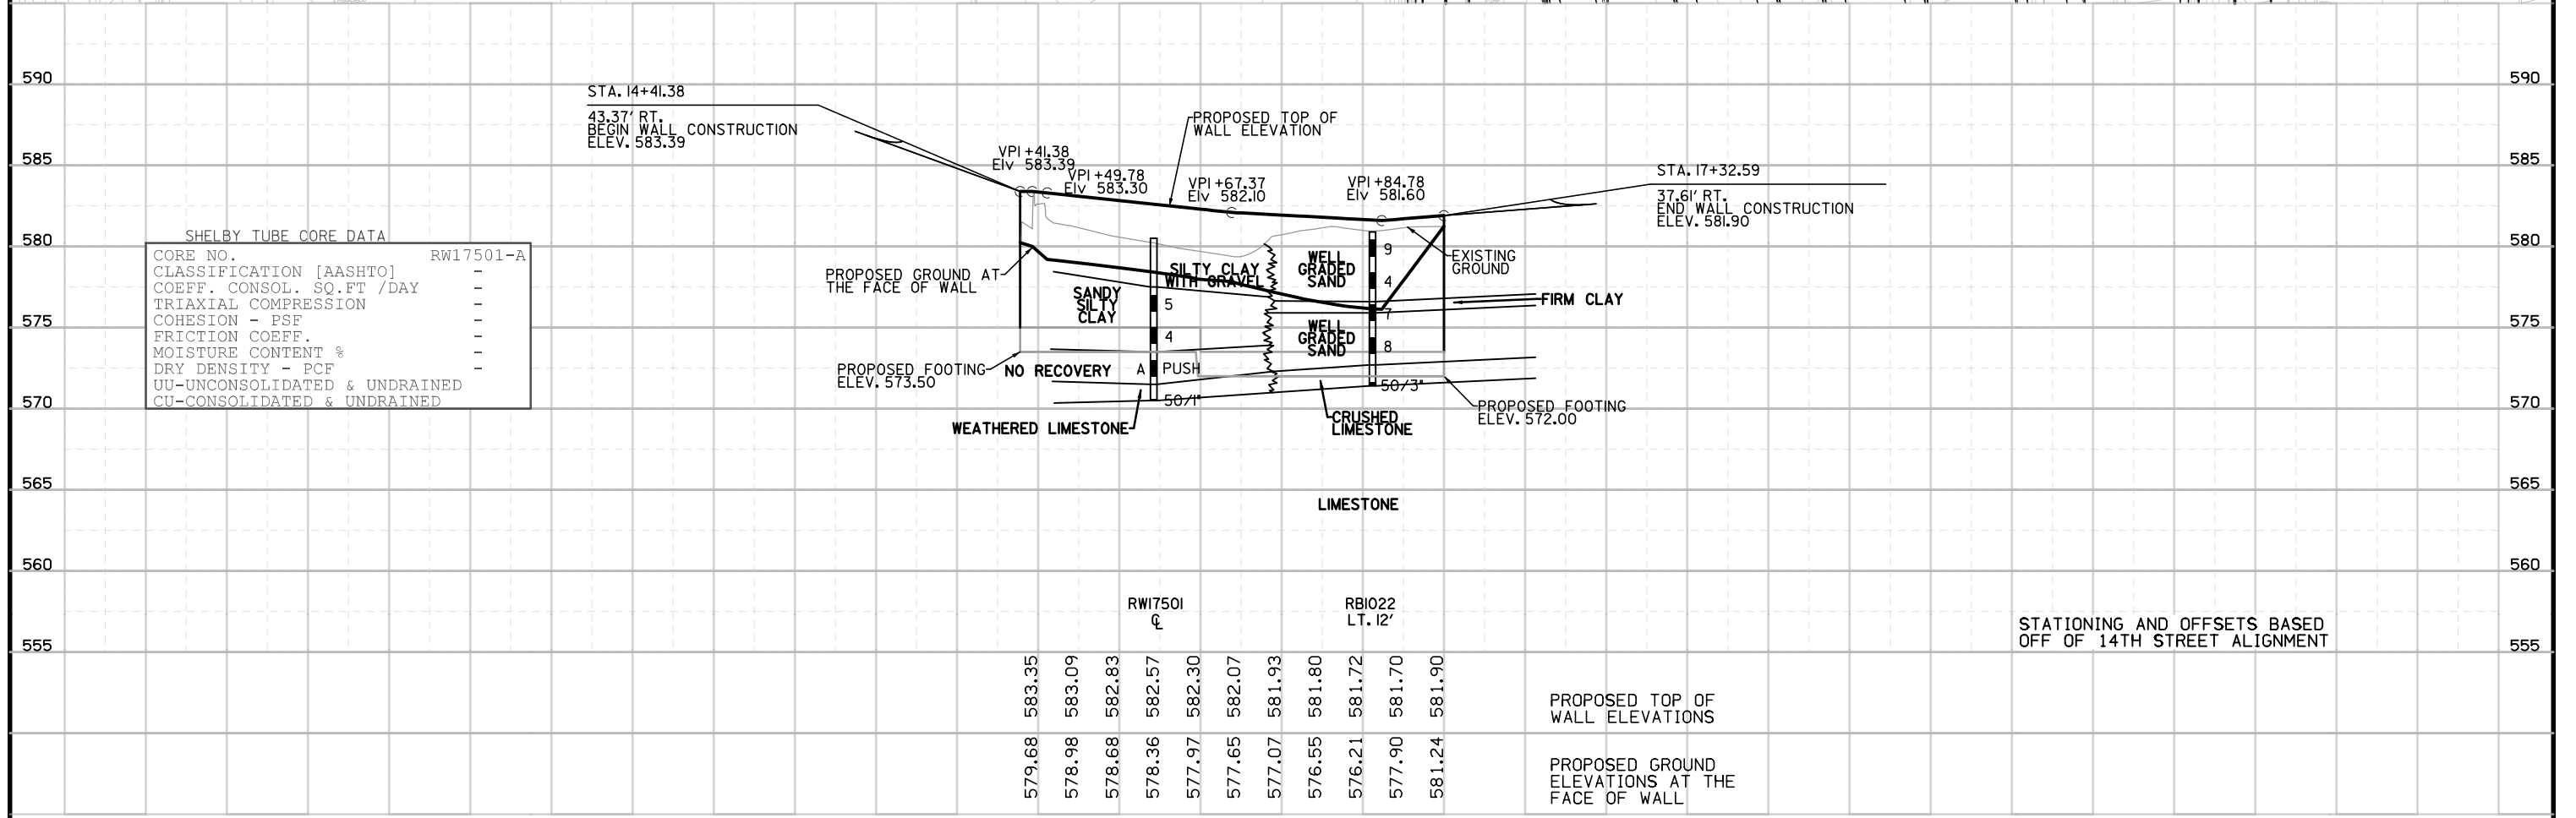 590
590
STA. 14+41.38
43.37' RT.
BEGIN WALL CONSTRUCTION
ELEV. 583.39
PROPOSED TOP OF
WALL ELEVATION
585
585
VPI +41.38
Elv 583.39
VPI +49.78
Elv 583.30
VPI +67.37
Elv 582.10
VPI +84.78
Elv 581.60
STA. 17+32.59
37.61' RT.
END WALL CONSTRUCTION
ELEV. 581.90
580
580
SHELBY TUBE CORE DATA
CORE NO. RW17501-A
CLASSIFICATION [AASHTO] -
COEFF. CONSOL. SQ.FT /DAY -
TRIAXIAL COMPRESSION -
COHESION - PSF -
FRICTION COEFF. -
MOISTURE CONTENT % -
DRY DENSITY - PCF -
UU-UNCONSOLIDATED & UNDRAINED
CU-CONSOLIDATED & UNDRAINED
PROPOSED GROUND AT
THE FACE OF WALL
SILTY CLAY
WITH GRAVEL
WELL
GRADED
SAND
9
4
EXISTING
GROUND
SANDY
SILTY
CLAY
5
FIRM CLAY
575
575
7
4
WELL
GRADED
SAND
8
PROPOSED FOOTING
ELEV. 573.50
NO RECOVERY
A PUSH
50/1"
50/3"
570
570
WEATHERED LIMESTONE
CRUSHED
LIMESTONE
PROPOSED FOOTING
ELEV. 572.00
565
565
LIMESTONE
560
560
RW17501
℄
RB1022
LT. 12'
STATIONING AND OFFSETS BASED
OFF OF 14TH STREET ALIGNMENT
555
555
583.35
583.09
582.83
582.57
582.30
582.07
581.93
581.80
581.72
581.70
581.90
PROPOSED TOP OF
WALL ELEVATIONS
579.68
578.98
578.68
578.36
577.97
577.65
577.07
576.55
576.21
577.90
581.24
PROPOSED GROUND
ELEVATIONS AT THE
FACE OF WALL